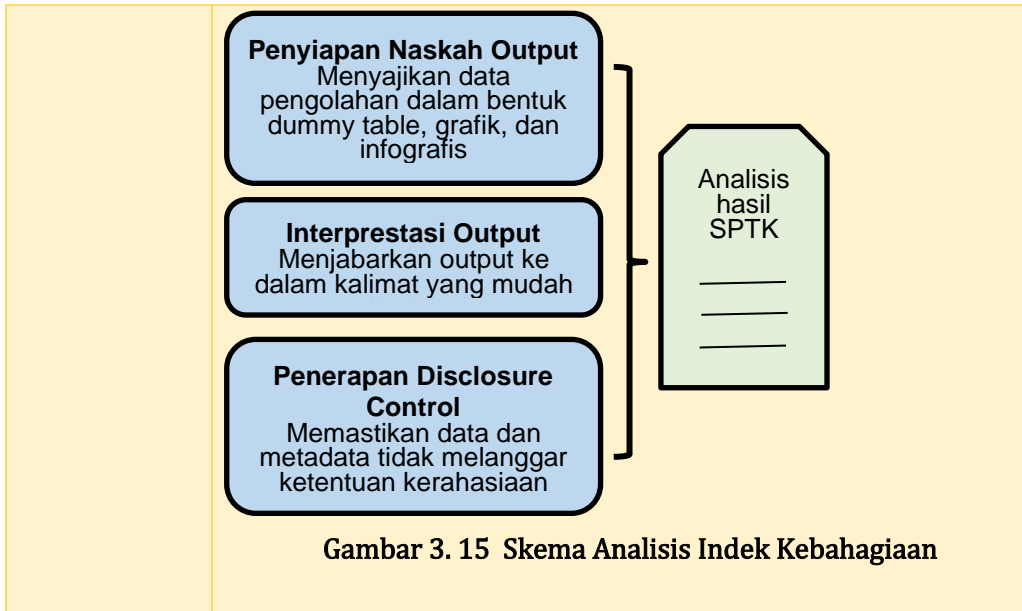 Penyiapan Naskah Output
Menyajikan data
pengolahan dalam bentuk
dummy table, grafik, dan
infografis
Interprestasi Output
Menjabarkan output ke
dalam kalimat yang mudah
Penerapan Disclosure
Control
Memastikan data dan
metadata tidak melanggar
ketentuan kerahasiaan
Analisis
hasil
SPTK
Gambar 3. 15 Skema Analisis Indek Kebahagiaan